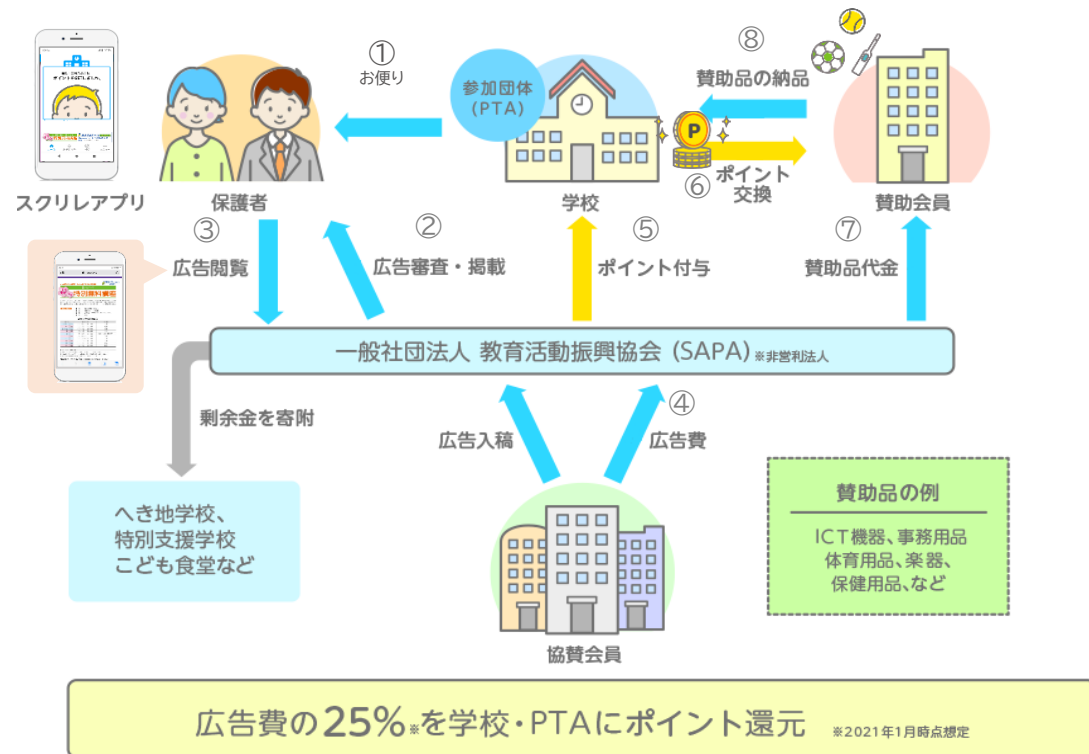 ①
お便り
⑧
賛助品の納品
参加団体
(PTA)
P
⑥
ポイント
交換
スクリレアプリ
保護者
学校
賛助会員
③
広告閲覧
②
広告審査・掲載
⑤
ポイント付与
⑦
賛助品代金
一般社団法人 教育活動振興協会 (SAPA) ※非営利法人
剰余金を寄附
広告入稿
④
広告費
へき地学校、
特別支援学校
こども食堂など
賛助品の例
ICT機器、事務用品
体育用品、楽器、
保健用品、など
協賛会員
広告費の25%※を学校・PTAにポイント還元 ※2021年1月時点想定